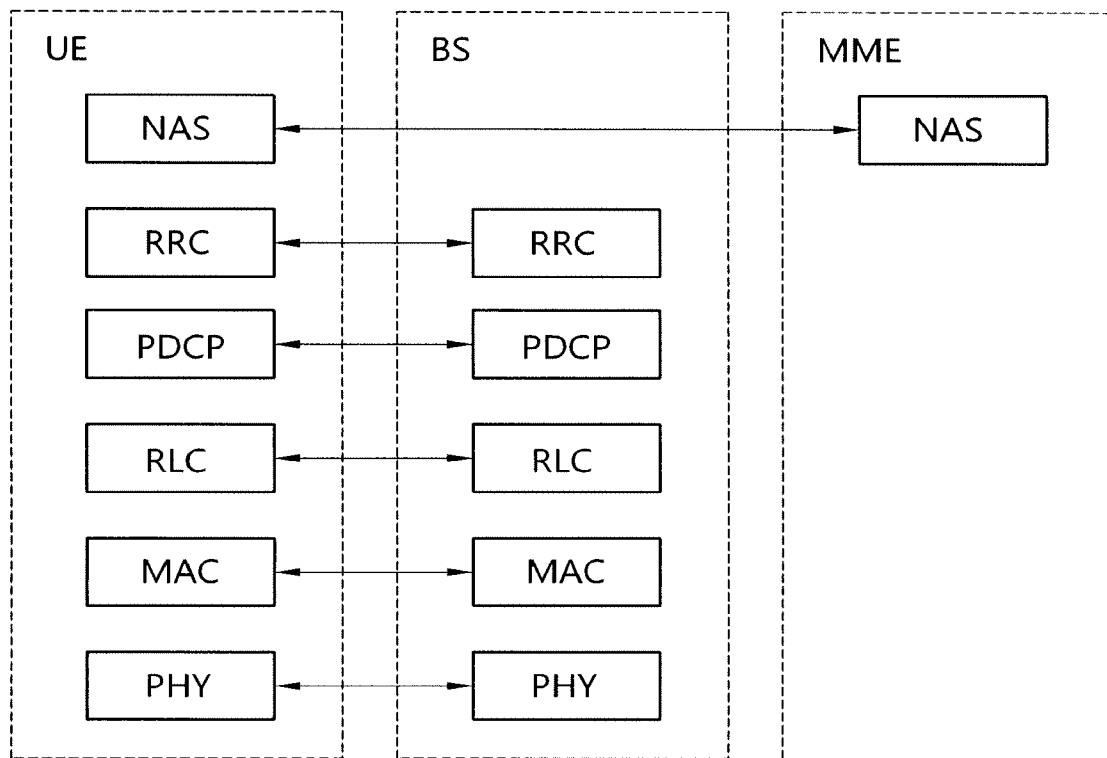 UE BS MME
NAS NAS
RRC RRC
PDCP PDCP
RLC RLC
MAC MAC
PHY PHY